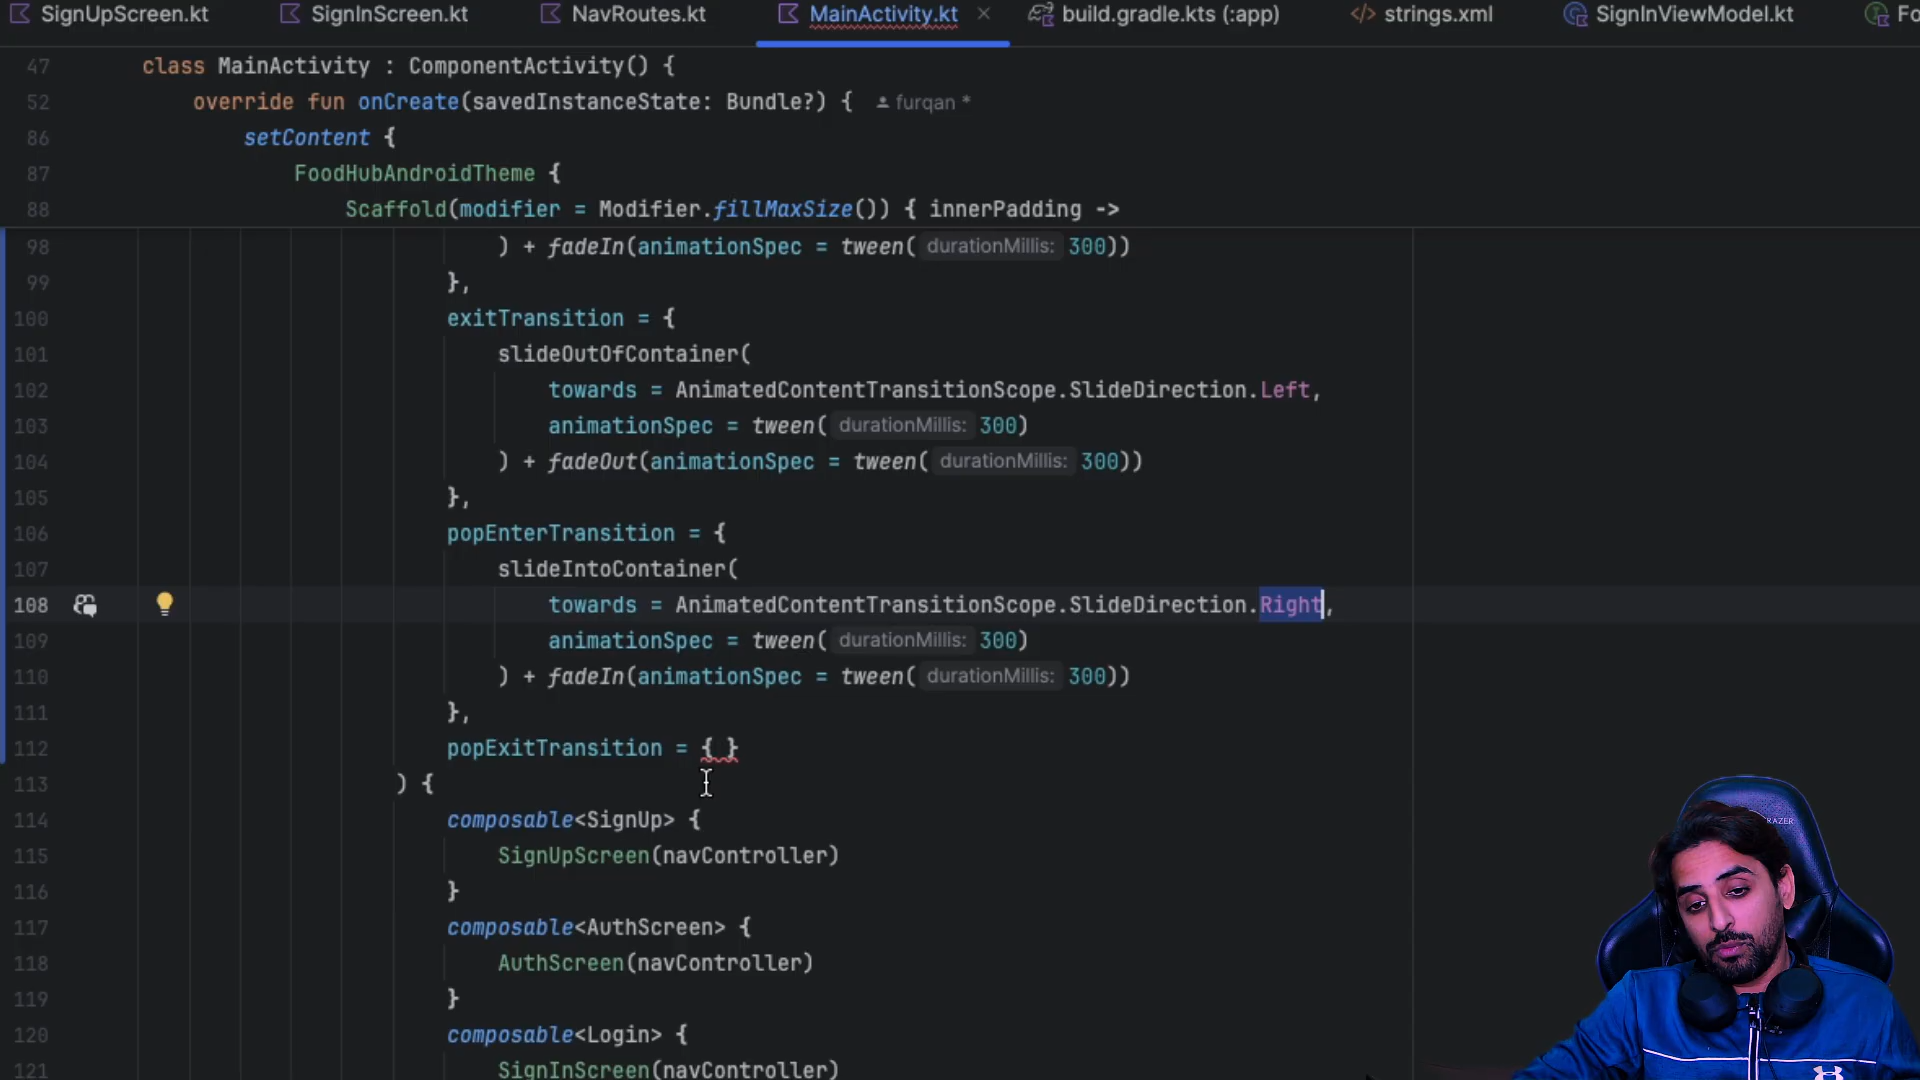 SignUpScreen.kt SignInScreen.kt NavRoutes.kt MainActivity.kt build.gradle.kts (:app) </> strings.xml SignInViewModel.kt Fo
47 class MainActivity : ComponentActivity() {
52 override fun onCreate(savedInstanceState: Bundle?) { furqan *
86 setContent {
87 FoodHubAndroidTheme {
88 Scaffold(modifier = Modifier.fillMaxSize()) { innerPadding ->
98 ) + fadeIn(animationSpec = tween( durationMillis: 300))
99 },
100 exitTransition = {
101 slideOutOfContainer(
102 towards = AnimatedContentTransitionScope.SlideDirection.Left,
103 animationSpec = tween( durationMillis: 300)
104 ) + fadeOut(animationSpec = tween( durationMillis: 300))
105 },
106 popEnterTransition = {
107 slideIntoContainer(
108 towards = AnimatedContentTransitionScope.SlideDirection.Right,
109 animationSpec = tween( durationMillis: 300)
110 ) + fadeIn(animationSpec = tween( durationMillis: 300))
111 },
112 popExitTransition = { }
113 ) {
114 composable<SignUp> {
115 SignUpScreen(navController)
116 }
117 composable<AuthScreen> {
118 AuthScreen(navController)
119 }
120 composable<Login> {
121 SignInScreen(navController)
RAZER